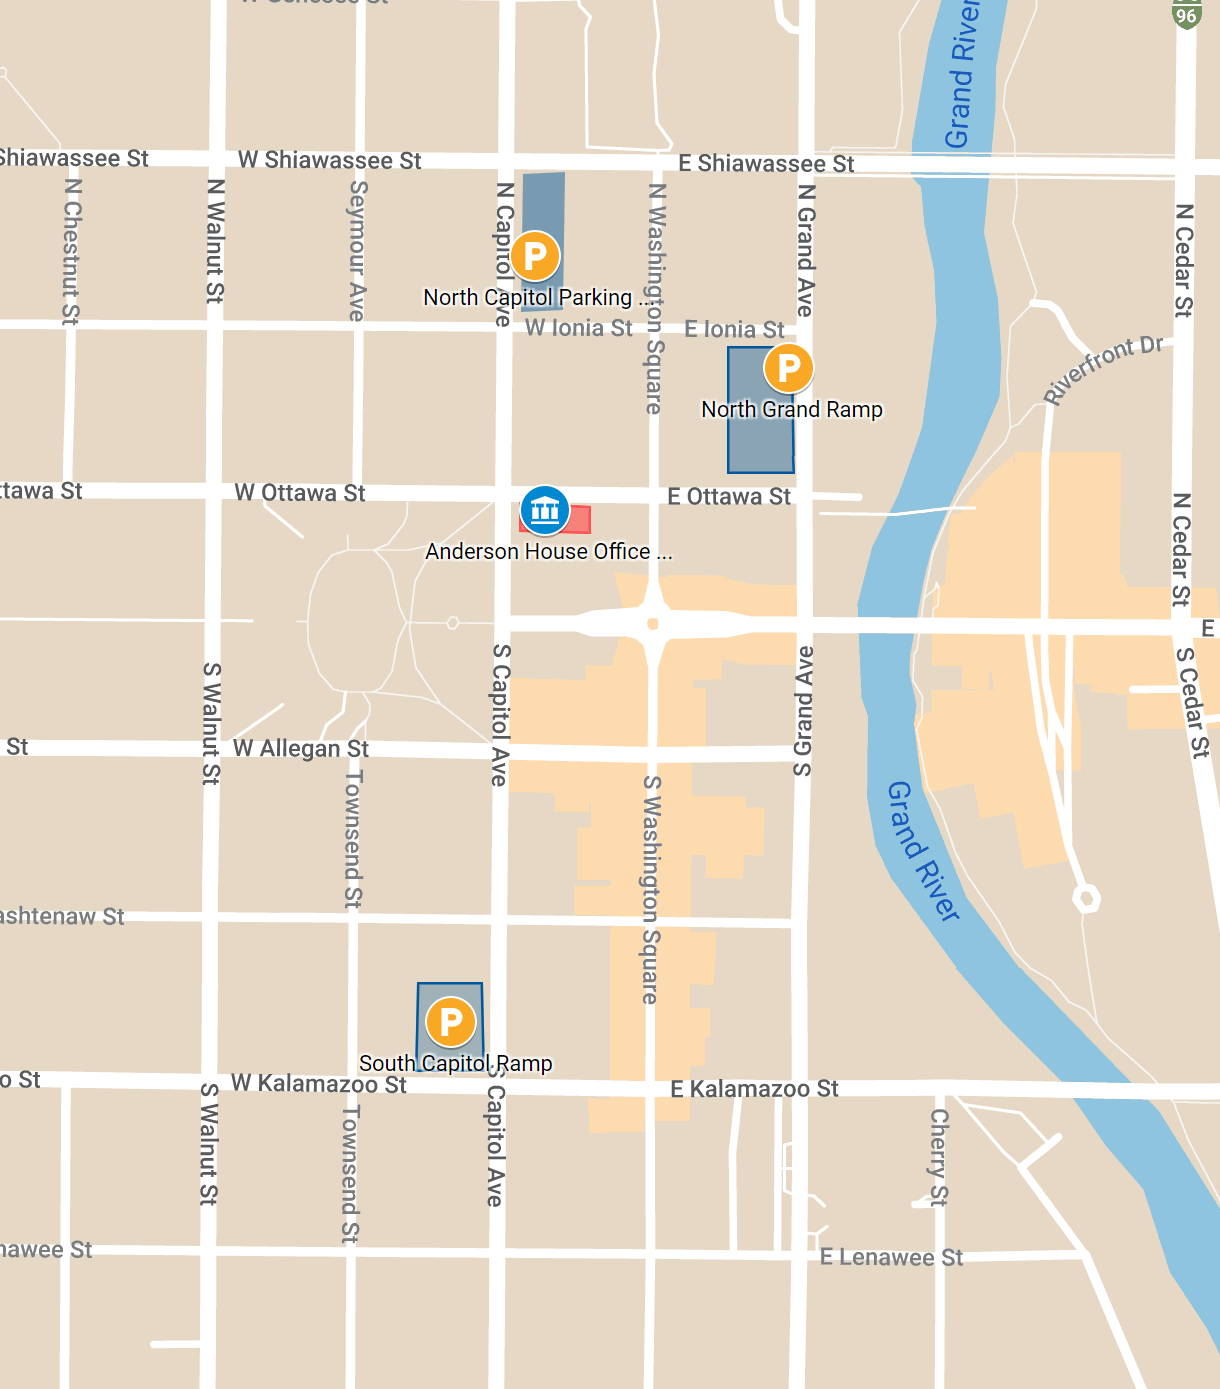 Grand River
96
Shiawassee St
W Shiawassee St
E Shiawassee St
N Chestnut St
N Walnut St
Seymour Ave
N Capitol Ave
N Washington Square
N Grand Ave
N Cedar St
P
North Capitol Parking ...
W Ionia St
E Ionia St
P
North Grand Ramp
Riverfront Dr
ttawa St
W Ottawa St
E Ottawa St
N Cedar St
Anderson House Office ...
E
S Walnut St
S Capitol Ave
S Grand Ave
S Cedar St
St
W Allegan St
Townsend St
S Washington Square
Grand River
ashtenaw St
P
South Capitol Ramp
o St
W Kalamazoo St
E Kalamazoo St
S Walnut St
Townsend St
S Capitol Ave
Cherry St
nawee St
E Lenawee St